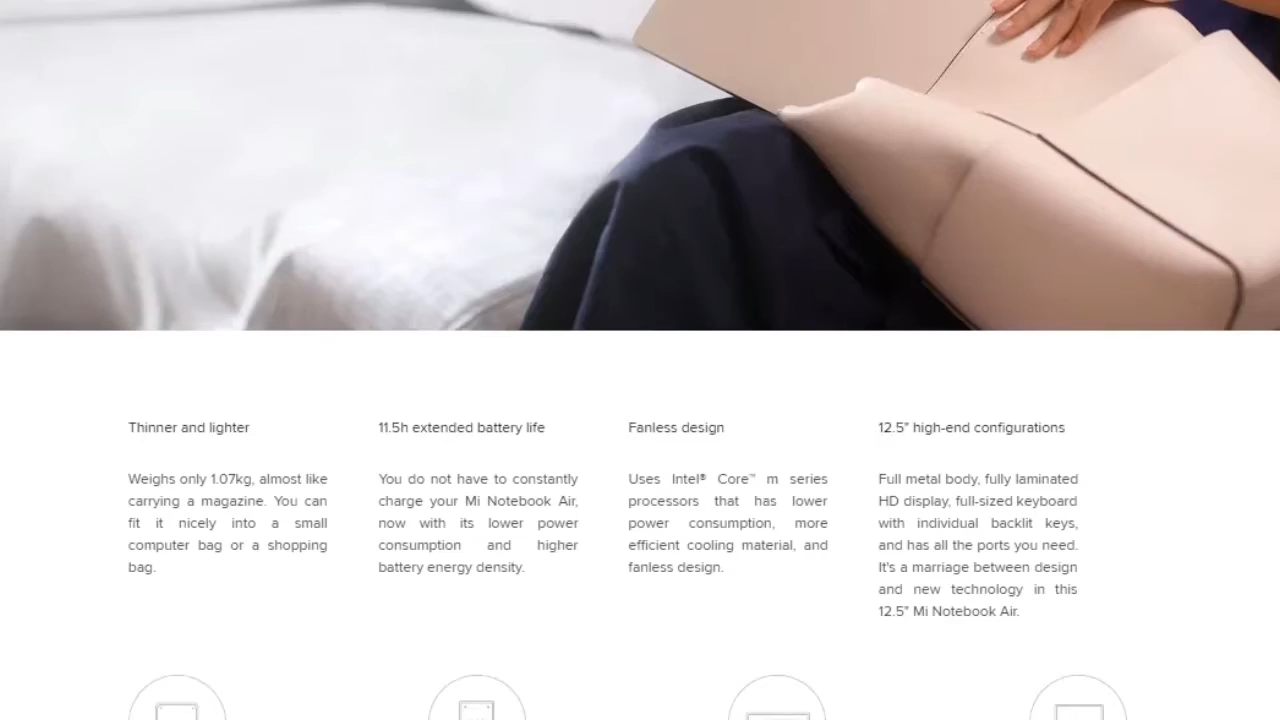 Thinner and lighter
Weighs only 1.07kg, almost like
carrying a magazine. You can
fit it nicely into a small
computer bag or a shopping
bag.
11.5h extended battery life
You do not have to constantly
charge your Mi Notebook Air,
now with its lower power
consumption and higher
battery energy density.
Fanless design
Uses Intel® Core™ m series
processors that has lower
power consumption, more
efficient cooling material, and
fanless design.
12.5" high-end configurations
Full metal body, fully laminated
HD display, full-sized keyboard
with individual backlit keys,
and has all the ports you need.
It's a marriage between design
and new technology in this
12.5" Mi Notebook Air.